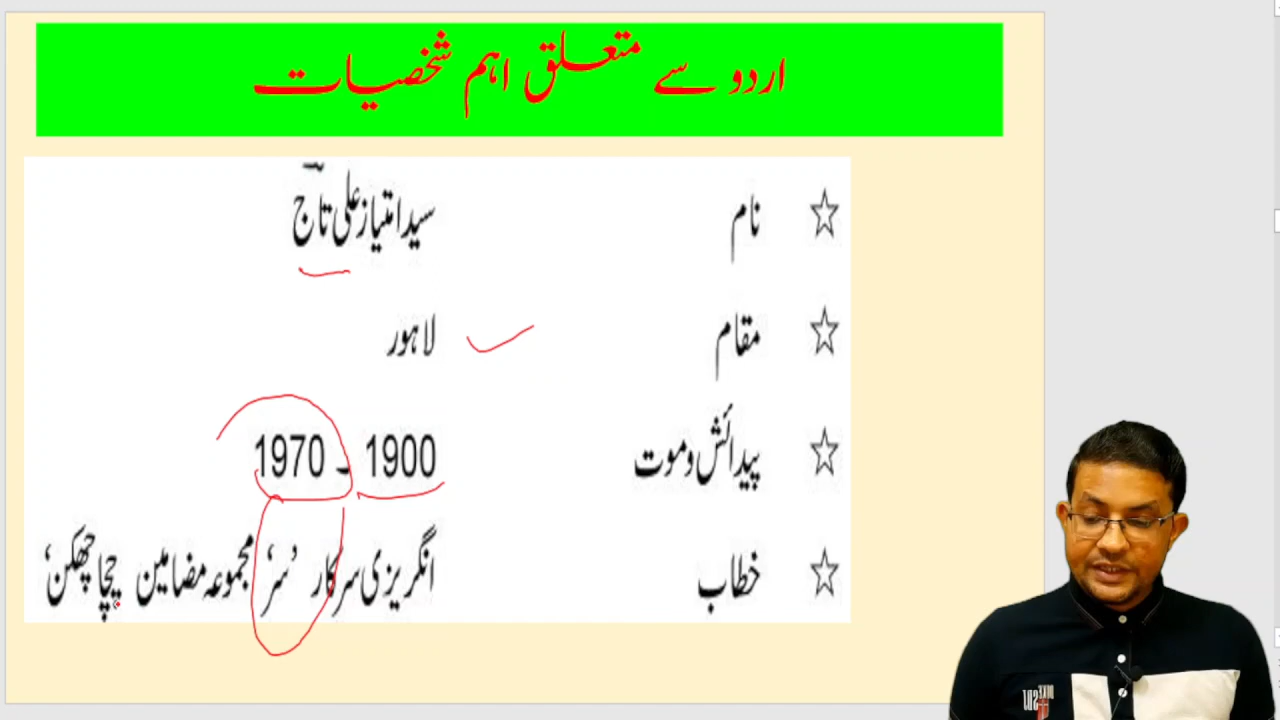 اردو سے متعلق اہم شخصیات
☆ نام سید امتیاز علی تاج
☆ مقام لاہور
☆ پیدائش وموت 1900 - 1970
☆ خطاب انگریزی سرکار ’سر‘ مجموعہ مضامین چچا چھکن‘